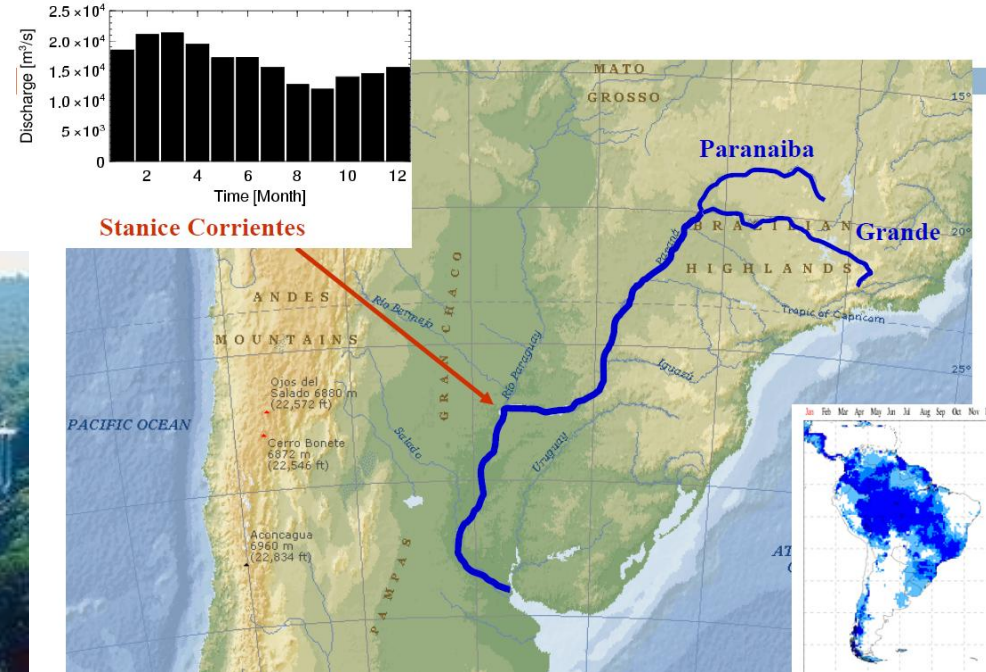 2.5×10⁴
2.0×10⁴
1.5×10⁴
1.0×10⁴
5×10³
0
Discharge [m³/s]
2 4 6 8 10 12
Time [Month]
Stanice Corrientes
MATO
GROSSO
15°
Paranaiba
Grande
BRAZILIAN
20°
HIGHLANDS
Paraná
Tropic of Capricorn
ANDES
MOUNTAINS
Rio Bermejo
GRAN CHACO
Rio Paraguay
Iguazú
25°
Ojos del
Salado 6880 m
(22,572 ft)
PACIFIC OCEAN
Cerro Bonete
6872 m
(22,546 ft)
Salado
Uruguay
Aconcagua
6960 m
(22,834 ft)
PAMPAS
AT
Jan Feb Mar Apr May Jun Jul Aug Sep Oct Nov